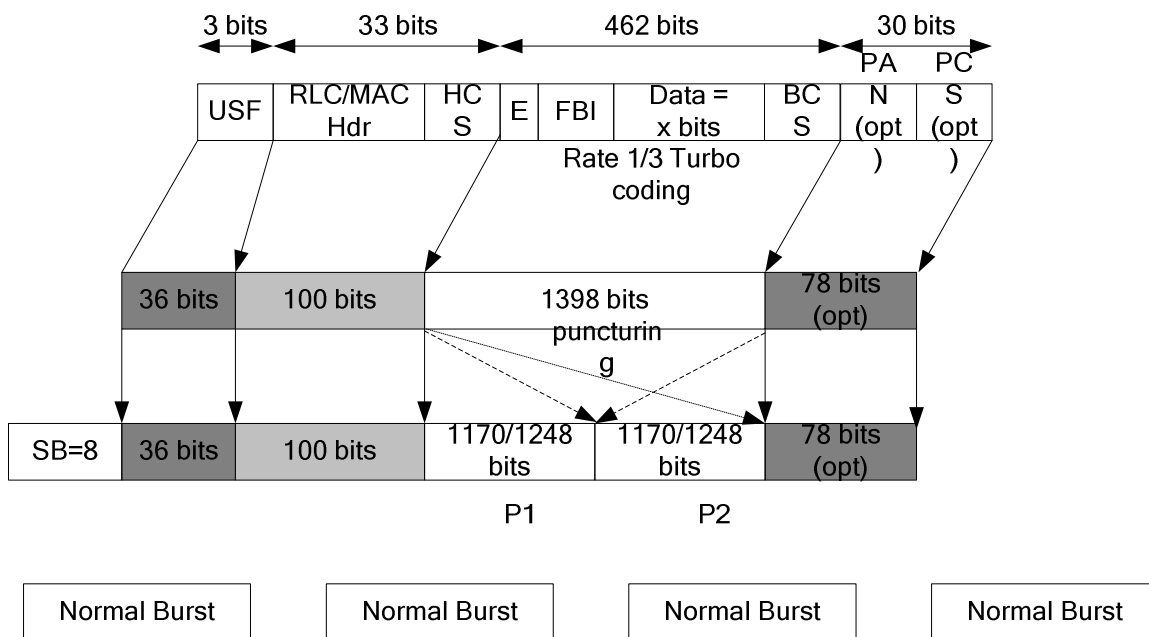 3 bits
33 bits
462 bits
30 bits
USF
RLC/MAC
Hdr
HC
S
E
FBI
Data =
x bits
BC
S
PA
N
(opt
)
PC
S
(opt
)
Rate 1/3 Turbo
coding
36 bits
100 bits
1398 bits
78 bits
(opt)
puncturin
g
SB=8
36 bits
100 bits
1170/1248
bits
1170/1248
bits
78 bits
(opt)
P1
P2
Normal Burst
Normal Burst
Normal Burst
Normal Burst